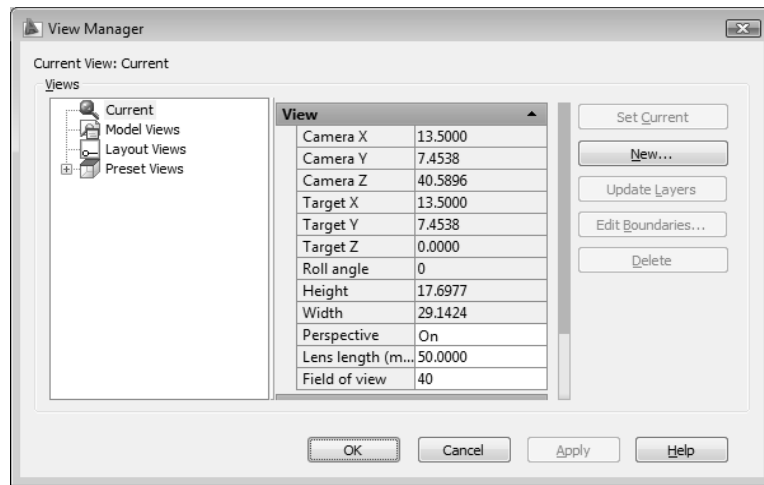 View Manager
Current View: Current
Views
Current
Model Views
Layout Views
Preset Views
View
Camera X 13.5000
Camera Y 7.4538
Camera Z 40.5896
Target X 13.5000
Target Y 7.4538
Target Z 0.0000
Roll angle 0
Height 17.6977
Width 29.1424
Perspective On
Lens length (m... 50.0000
Field of view 40
Set Current
New...
Update Layers
Edit Boundaries...
Delete
OK Cancel Apply Help